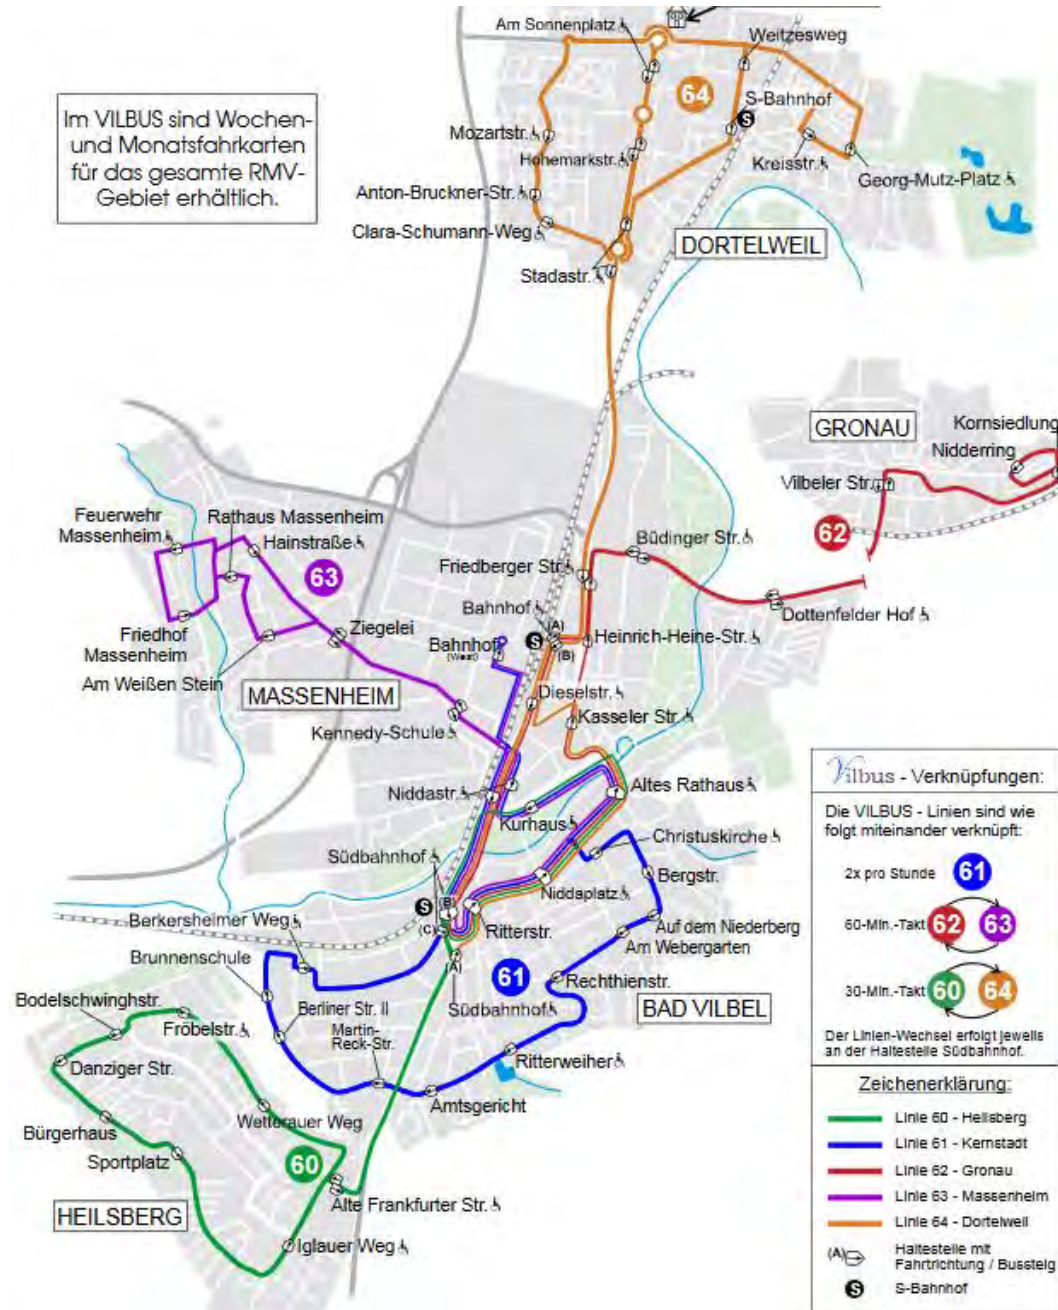 Am Sonnenplatz
Weitzesweg
64
S-Bahnhof
S
Im VILBUS sind Wochen-
und Monatsfahrkarten
für das gesamte RMV-
Gebiet erhältlich.
Mozartstr.
Hohemarkstr.
Kreisstr.
Georg-Mutz-Platz
Anton-Bruckner-Str.
Clara-Schumann-Weg
DORTELWEIL
Stadastr.
GRONAU
Kornsiedlung
Nidderring
Vilbeler Str.
62
Feuerwehr
Massenheim
Rathaus Massenheim
Hainstraße
63
Büdinger Str.
Friedberger Str.
Bahnhof
(A)
(B)
S
Dottenfelder Hof
Heinrich-Heine-Str.
Friedhof
Massenheim
Ziegelei
Bahnhof
(West)
Am Weißen Stein
MASSENHEIM
Dieselstr.
Kasseler Str.
Kennedy-Schule
Niddastr.
Altes Rathaus
Kurhaus
Christuskirche
Südbahnhof
Bergstr.
Niddaplatz
S
(B)
(C)
(A)
Berkersheimer Weg
Ritterstr.
Auf dem Niederberg
Am Webergarten
Brunnenschule
61
Rechthienstr.
BAD VILBEL
Bodelschwinghstr.
Berliner Str. II
Südbahnhof
Fröbelstr.
Martin-
Reck-Str.
Ritterweiher
Danziger Str.
Amtsgericht
Wetterauer Weg
Bürgerhaus
Sportplatz
60
Alte Frankfurter Str.
HEILSBERG
Iglauer Weg
Vilbus - Verknüpfungen:
Die VILBUS - Linien sind wie
folgt miteinander verknüpft:
2x pro Stunde 61
60-Min.-Takt 62 63
30-Min.-Takt 60 64
Der Linien-Wechsel erfolgt jeweils
an der Haltestelle Südbahnhof.
Zeichenerklärung:
Linie 60 - Heilsberg
Linie 61 - Kernstadt
Linie 62 - Gronau
Linie 63 - Massenheim
Linie 64 - Dortelweil
(A) Haltestelle mit
Fahrtrichtung / Bussteig
S S-Bahnhof